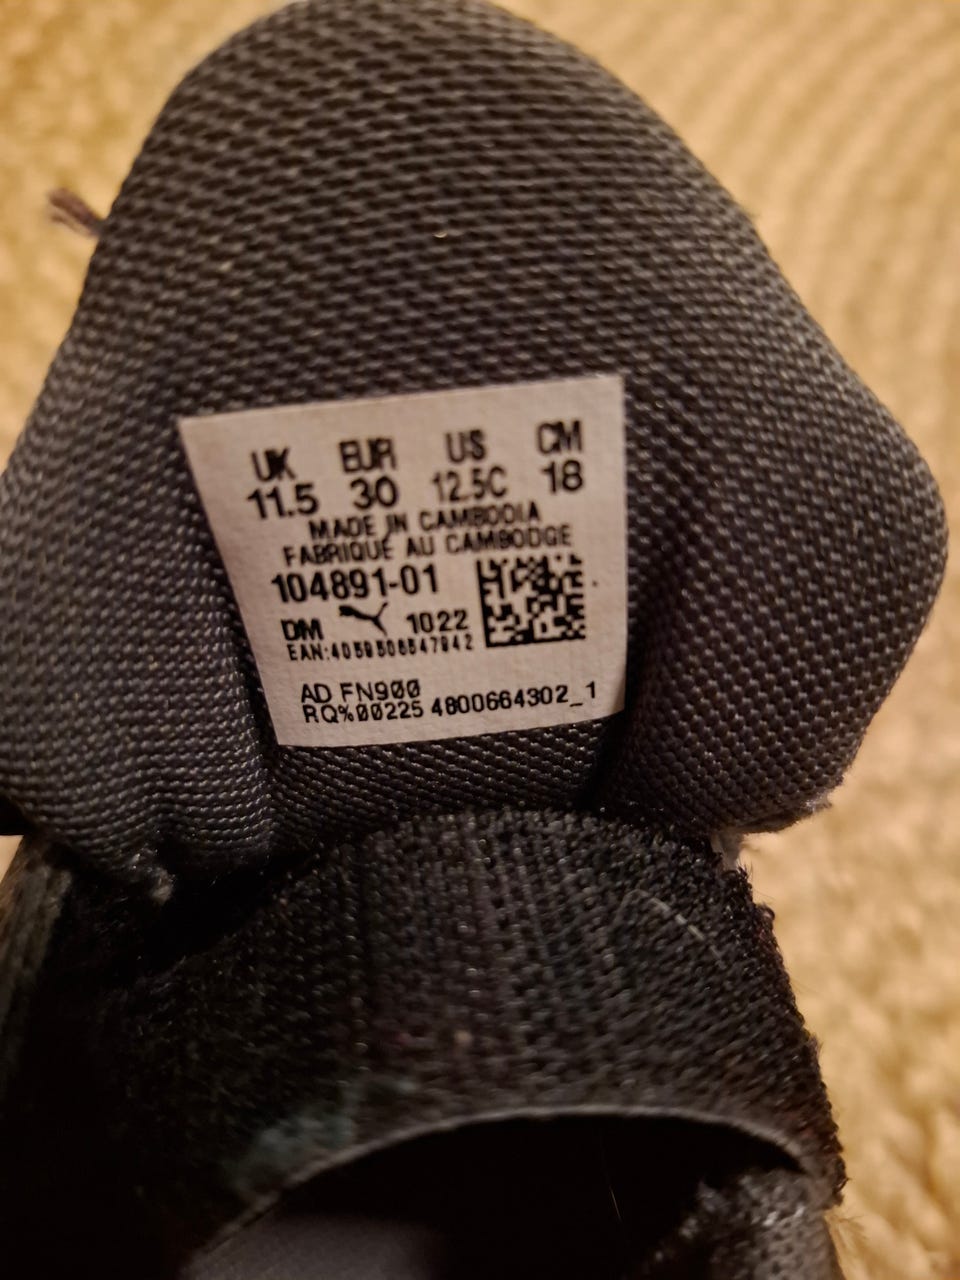 UK EUR US CM
11.5 30 12.5C 18
MADE IN CAMBODIA
FABRIQUÉ AU CAMBODGE
104891-01
DM 1022
EAN:4059506547942
AD FN900
RQ%00225 4800664302_1